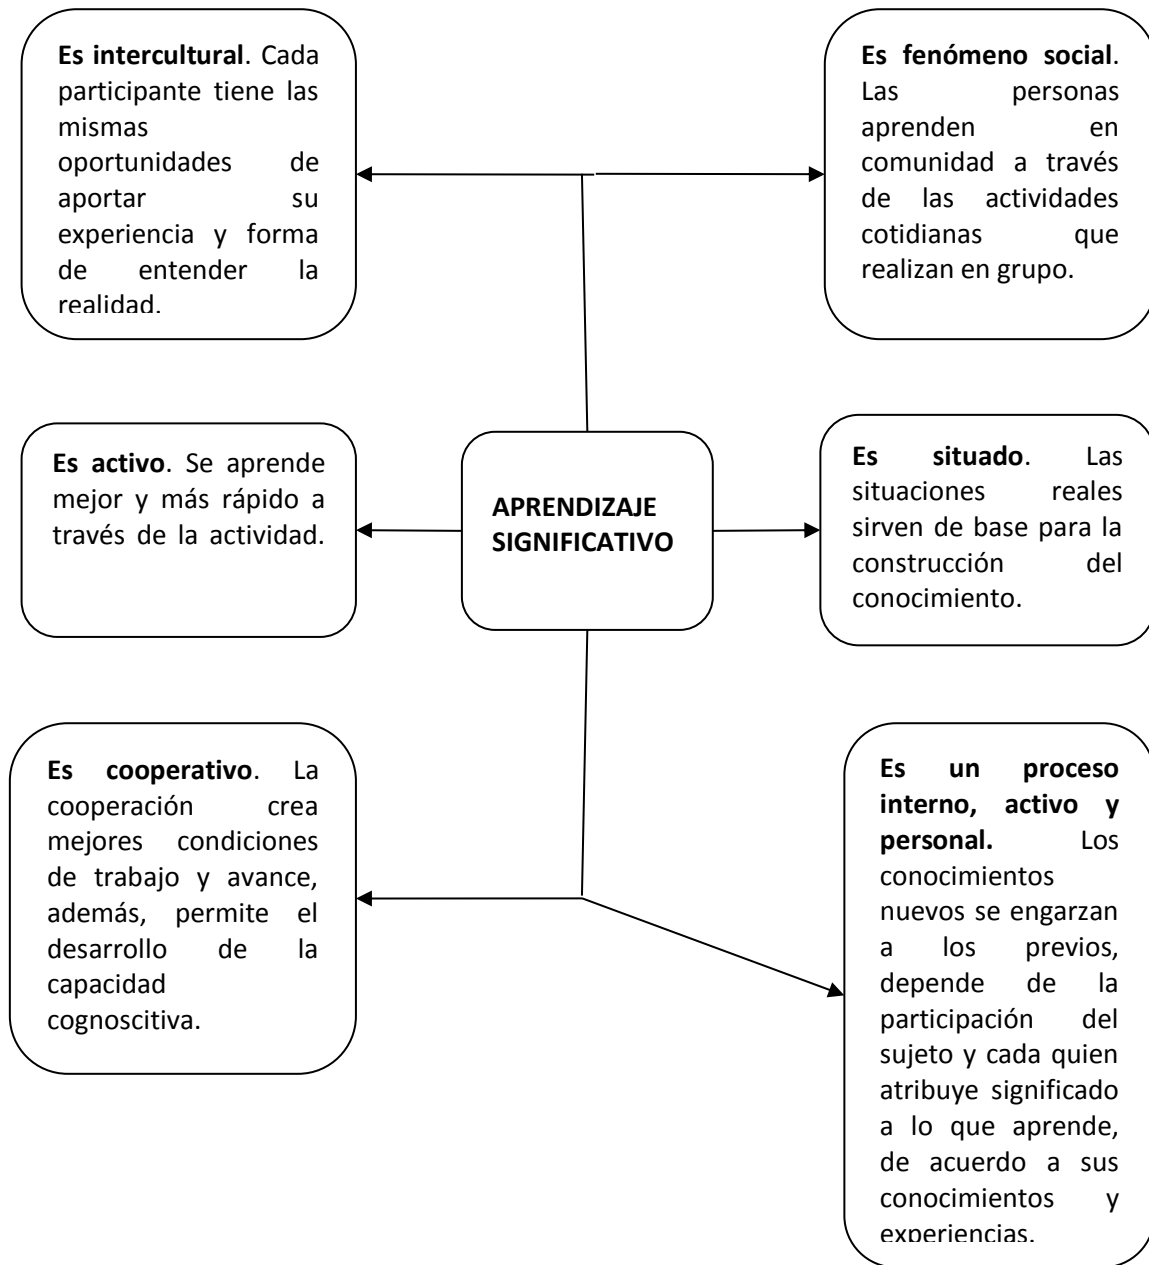 Es intercultural. Cada
participante tiene las
mismas
oportunidades de
aportar su
experiencia y forma
de entender la
realidad.
Es fenómeno social.
Las personas
aprenden en
comunidad a través
de las actividades
cotidianas que
realizan en grupo.
Es activo. Se aprende
mejor y más rápido a
través de la actividad.
APRENDIZAJE
SIGNIFICATIVO
Es situado. Las
situaciones reales
sirven de base para la
construcción del
conocimiento.
Es cooperativo. La
cooperación crea
mejores condiciones
de trabajo y avance,
además, permite el
desarrollo de la
capacidad
cognoscitiva.
Es un proceso
interno, activo y
personal. Los
conocimientos
nuevos se engarzan
a los previos,
depende de la
participación del
sujeto y cada quien
atribuye significado
a lo que aprende,
de acuerdo a sus
conocimientos y
experiencias.